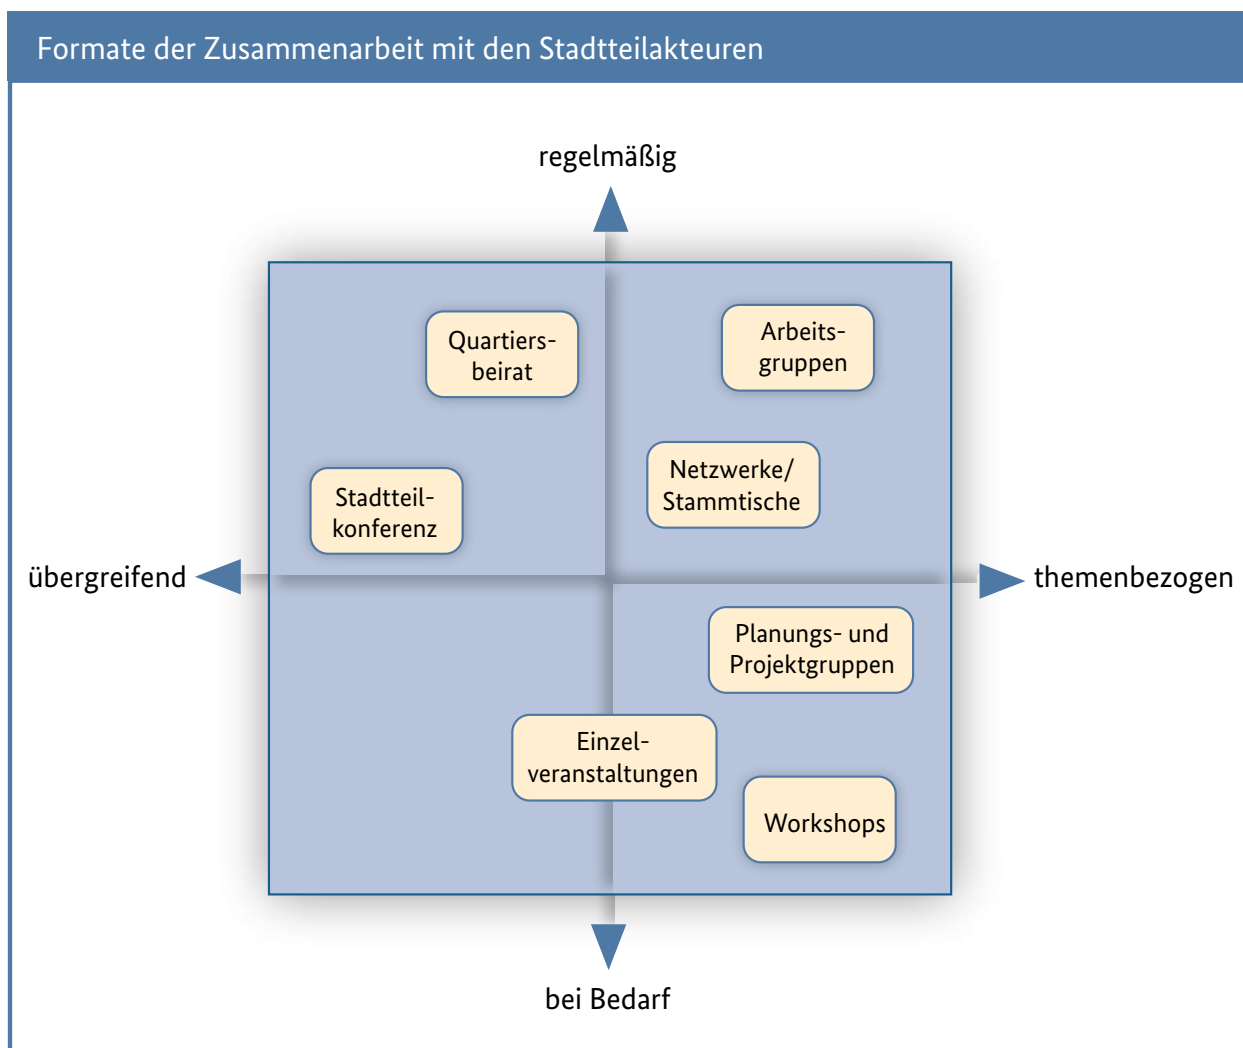 Formate der Zusammenarbeit mit den Stadtteilakteuren
regelmäßig
Quartiers-
beirat
Arbeits-
gruppen
Netzwerke/
Stammtische
Stadtteil-
konferenz
übergreifend
themenbezogen
Planungs- und
Projektgruppen
Einzel-
veranstaltungen
Workshops
bei Bedarf